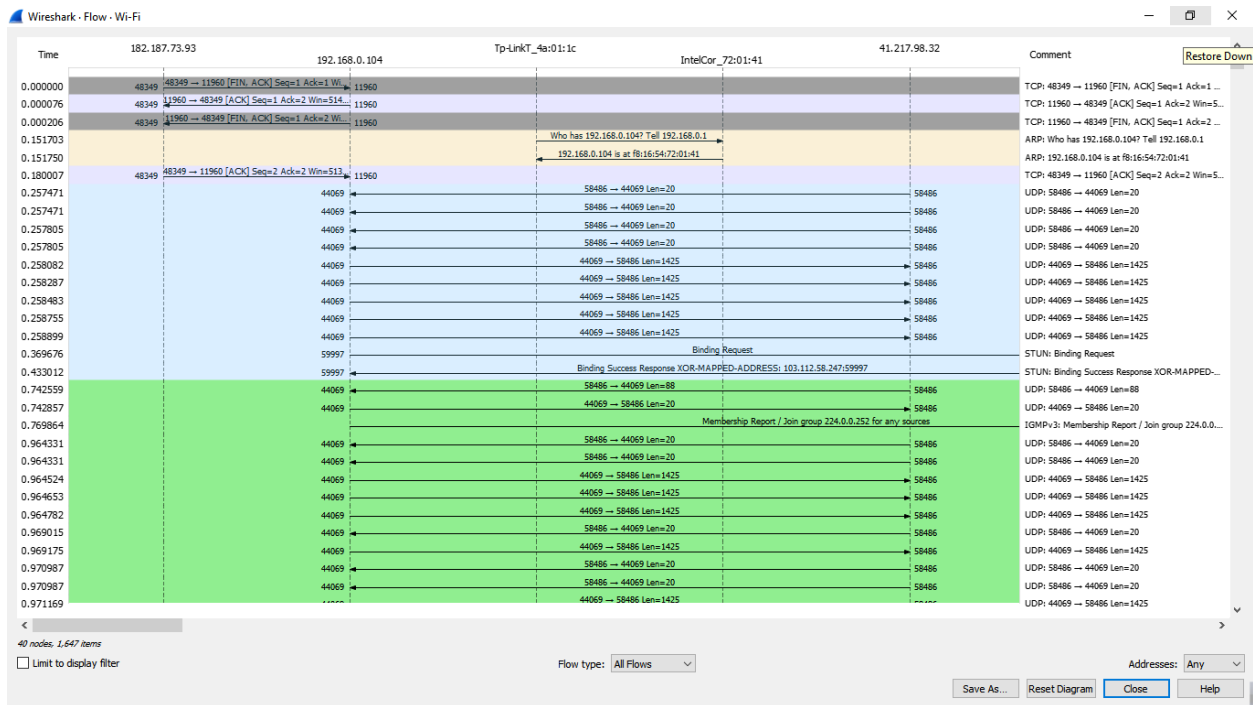 Wireshark · Flow · Wi-Fi
Time 182.187.73.93 192.168.0.104 Tp-LinkT_4a:01:1c IntelCor_72:01:41 41.217.98.32 Comment
Restore Down
0.000000 48349 48349 → 11960 [FIN, ACK] Seq=1 Ack=1 Wi... 11960 TCP: 48349 → 11960 [FIN, ACK] Seq=1 Ack=1 ...
0.000076 48349 11960 → 48349 [ACK] Seq=1 Ack=2 Win=514... 11960 TCP: 11960 → 48349 [ACK] Seq=1 Ack=2 Win=5...
0.000206 48349 11960 → 48349 [FIN, ACK] Seq=1 Ack=2 Wi... 11960 TCP: 11960 → 48349 [FIN, ACK] Seq=1 Ack=2 ...
0.151703 Who has 192.168.0.104? Tell 192.168.0.1 ARP: Who has 192.168.0.104? Tell 192.168.0.1
0.151750 192.168.0.104 is at f8:16:54:72:01:41 ARP: 192.168.0.104 is at f8:16:54:72:01:41
0.180007 48349 48349 → 11960 [ACK] Seq=2 Ack=2 Win=513... 11960 TCP: 48349 → 11960 [ACK] Seq=2 Ack=2 Win=5...
0.257471 44069 58486 → 44069 Len=20 58486 UDP: 58486 → 44069 Len=20
0.257471 44069 58486 → 44069 Len=20 58486 UDP: 58486 → 44069 Len=20
0.257805 44069 58486 → 44069 Len=20 58486 UDP: 58486 → 44069 Len=20
0.257805 44069 58486 → 44069 Len=20 58486 UDP: 58486 → 44069 Len=20
0.258082 44069 44069 → 58486 Len=1425 58486 UDP: 44069 → 58486 Len=1425
0.258287 44069 44069 → 58486 Len=1425 58486 UDP: 44069 → 58486 Len=1425
0.258483 44069 44069 → 58486 Len=1425 58486 UDP: 44069 → 58486 Len=1425
0.258755 44069 44069 → 58486 Len=1425 58486 UDP: 44069 → 58486 Len=1425
0.258899 44069 44069 → 58486 Len=1425 58486 UDP: 44069 → 58486 Len=1425
0.369676 59997 Binding Request STUN: Binding Request
0.433012 59997 Binding Success Response XOR-MAPPED-ADDRESS: 103.112.58.247:59997 STUN: Binding Success Response XOR-MAPPED-...
0.742559 44069 58486 → 44069 Len=88 58486 UDP: 58486 → 44069 Len=88
0.742857 44069 44069 → 58486 Len=20 58486 UDP: 44069 → 58486 Len=20
0.769864 Membership Report / Join group 224.0.0.252 for any sources IGMPv3: Membership Report / Join group 224.0.0....
0.964331 44069 58486 → 44069 Len=20 58486 UDP: 58486 → 44069 Len=20
0.964331 44069 58486 → 44069 Len=20 58486 UDP: 58486 → 44069 Len=20
0.964524 44069 44069 → 58486 Len=1425 58486 UDP: 44069 → 58486 Len=1425
0.964653 44069 44069 → 58486 Len=1425 58486 UDP: 44069 → 58486 Len=1425
0.964782 44069 44069 → 58486 Len=1425 58486 UDP: 44069 → 58486 Len=1425
0.969015 44069 58486 → 44069 Len=20 58486 UDP: 58486 → 44069 Len=20
0.969175 44069 44069 → 58486 Len=1425 58486 UDP: 44069 → 58486 Len=1425
0.970987 44069 58486 → 44069 Len=20 58486 UDP: 58486 → 44069 Len=20
0.970987 44069 58486 → 44069 Len=20 58486 UDP: 58486 → 44069 Len=20
0.971169 44069 → 58486 Len=1425 UDP: 44069 → 58486 Len=1425
40 nodes, 1,647 items
Limit to display filter Flow type: All Flows Addresses: Any
Save As... Reset Diagram Close Help